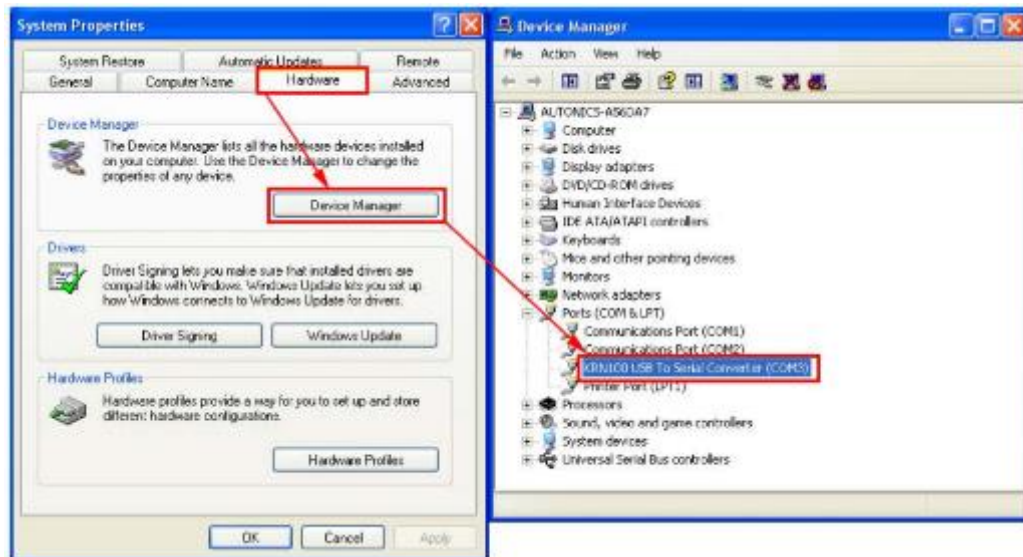 System Properties
System Restore Automatic Updates Remote
General Computer Name Hardware Advanced
Device Manager
The Device Manager lists all the hardware devices installed
on your computer. Use the Device Manager to change the
properties of any device.
Device Manager
Drivers
Driver Signing lets you make sure that installed drivers are
compatible with Windows. Windows Update lets you set up
how Windows connects to Windows Update for drivers.
Driver Signing Windows Update
Hardware Profiles
Hardware profiles provide a way for you to set up and store
different hardware configurations.
Hardware Profiles
OK Cancel Apply
Device Manager
File Action View Help
AUTONICS-A56DA7
Computer
Disk drives
Display adapters
DVD/CD-ROM drives
Human Interface Devices
IDE ATA/ATAPI controllers
Keyboards
Mice and other pointing devices
Monitors
Network adapters
Ports (COM & LPT)
Communications Port (COM1)
Communications Port (COM2)
KRN100 USB To Serial Converter (COM3)
Printer Port (LPT1)
Processors
Sound, video and game controllers
System devices
Universal Serial Bus controllers